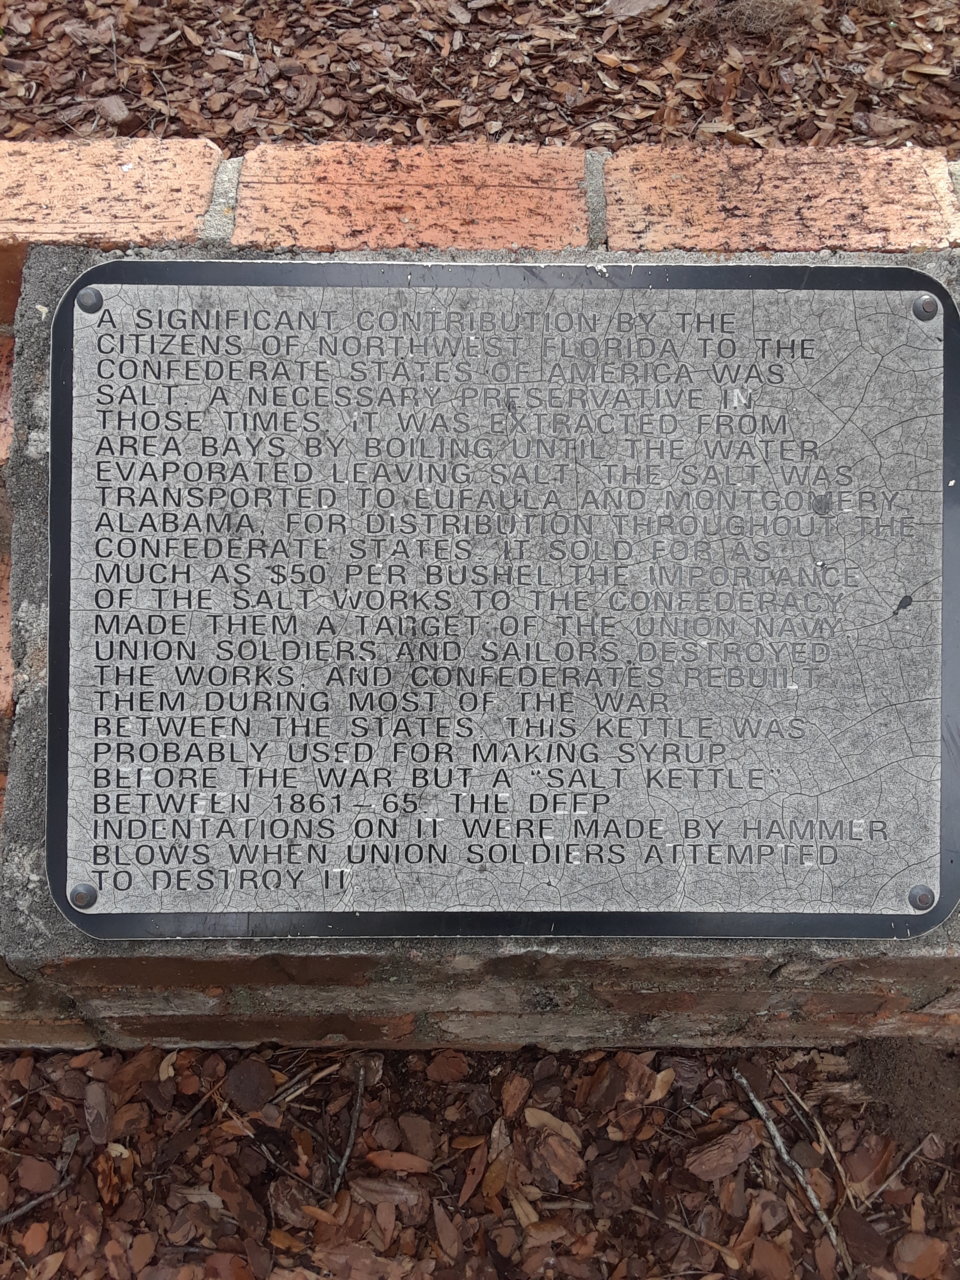 A SIGNIFICANT CONTRIBUTION BY THE
CITIZENS OF NORTHWEST FLORIDA TO THE
CONFEDERATE STATES OF AMERICA WAS
SALT. A NECESSARY PRESERVATIVE IN
THOSE TIMES. IT WAS EXTRACTED FROM
AREA BAYS BY BOILING UNTIL THE WATER
EVAPORATED LEAVING SALT. THE SALT WAS
TRANSPORTED TO EUFAULA AND MONTGOMERY,
ALABAMA, FOR DISTRIBUTION THROUGHOUT THE
CONFEDERATE STATES. IT SOLD FOR AS
MUCH AS $50 PER BUSHEL. THE IMPORTANCE
OF THE SALT WORKS TO THE CONFEDERACY
MADE THEM A TARGET OF THE UNION NAVY.
UNION SOLDIERS AND SAILORS DESTROYED
THE WORKS, AND CONFEDERATES REBUILT
THEM DURING MOST OF THE WAR
BETWEEN THE STATES. THIS KETTLE WAS
PROBABLY USED FOR MAKING SYRUP
BEFORE THE WAR BUT A "SALT KETTLE"
BETWEEN 1861-65. THE DEEP
INDENTATIONS ON IT WERE MADE BY HAMMER
BLOWS WHEN UNION SOLDIERS ATTEMPTED
TO DESTROY IT.